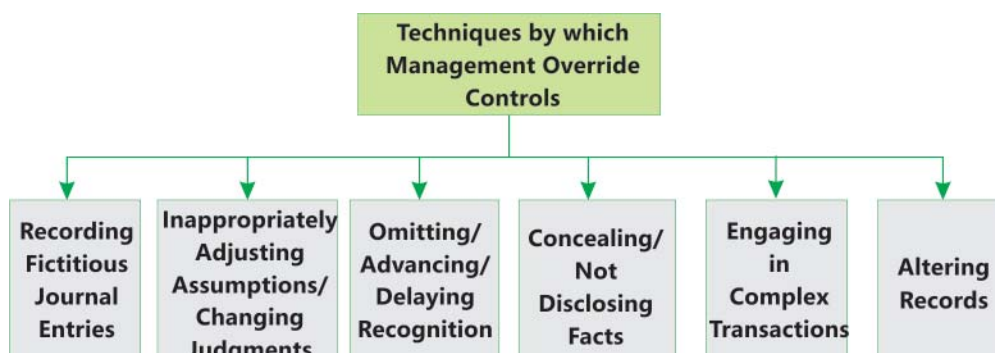 Techniques by which
Management Override
Controls
Recording
Fictitious
Journal
Entries
Inappropriately
Adjusting
Assumptions/
Changing
Judgments
Omitting/
Advancing/
Delaying
Recognition
Concealing/
Not
Disclosing
Facts
Engaging
in
Complex
Transactions
Altering
Records